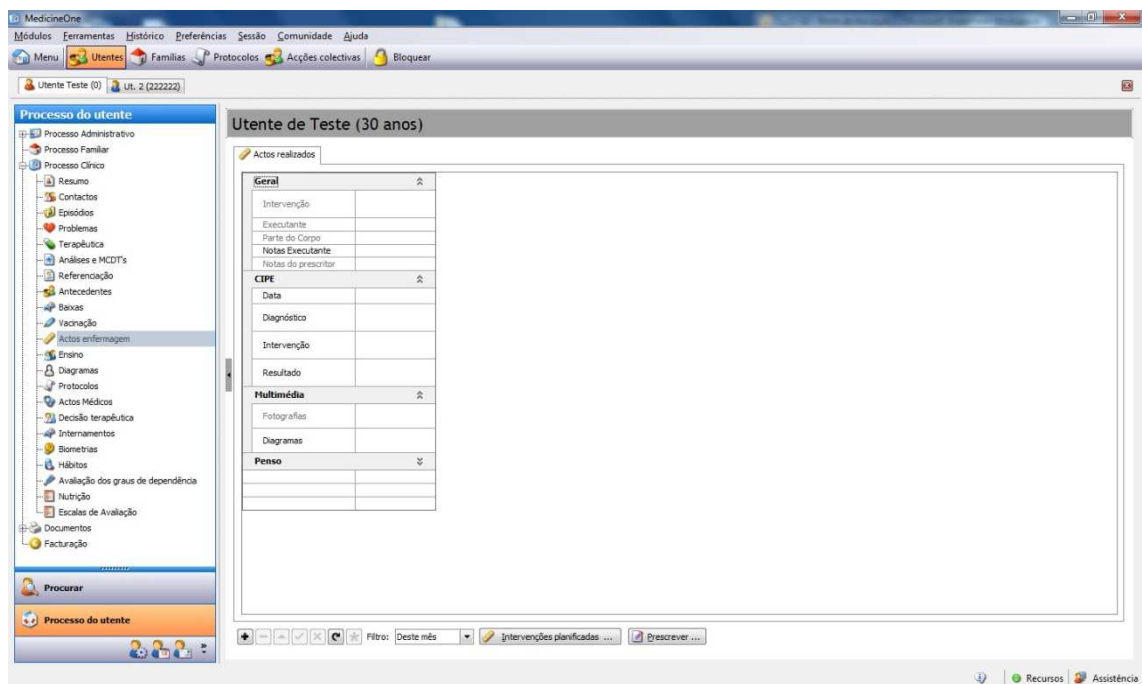 MedicineOne
Módulos Ferramentas Histórico Preferências Sessão Comunidade Ajuda
Menu Utentes Famílias Protocolos Acções colectivas Bloquear
Utente Teste (0) Ut. 2 (222222)
Processo do utente
Processo Administrativo
Processo Familiar
Processo Clínico
Resumo
Contactos
Episódios
Problemas
Terapêutica
Análises e MCDT's
Referenciação
Antecedentes
Baixas
Vacinação
Actos enfermagem
Ensino
Diagramas
Protocolos
Actos Médicos
Decisão terapêutica
Internamentos
Biometrias
Hábitos
Avaliação dos graus de dependência
Nutrição
Escalas de Avaliação
Documentos
Facturação
Procurar
Processo do utente
Utente de Teste (30 anos)
Actos realizados
Geral
Intervenção
Executante
Parte do Corpo
Notas Executante
Notas do prescritor
CIPE
Data
Diagnóstico
Intervenção
Resultado
Multimédia
Fotografias
Diagramas
Penso
Filtro: Deste mês Intervenções planificadas ... Prescrever ...
Recursos Assistência